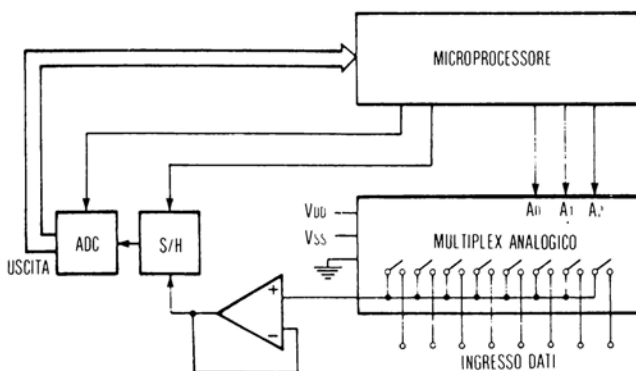 MICROPROCESSORE
VDD
VSS
A0 A1 A2
MULTIPLEX ANALOGICO
ADC
S/H
USCITA
+
−
INGRESSO DATI